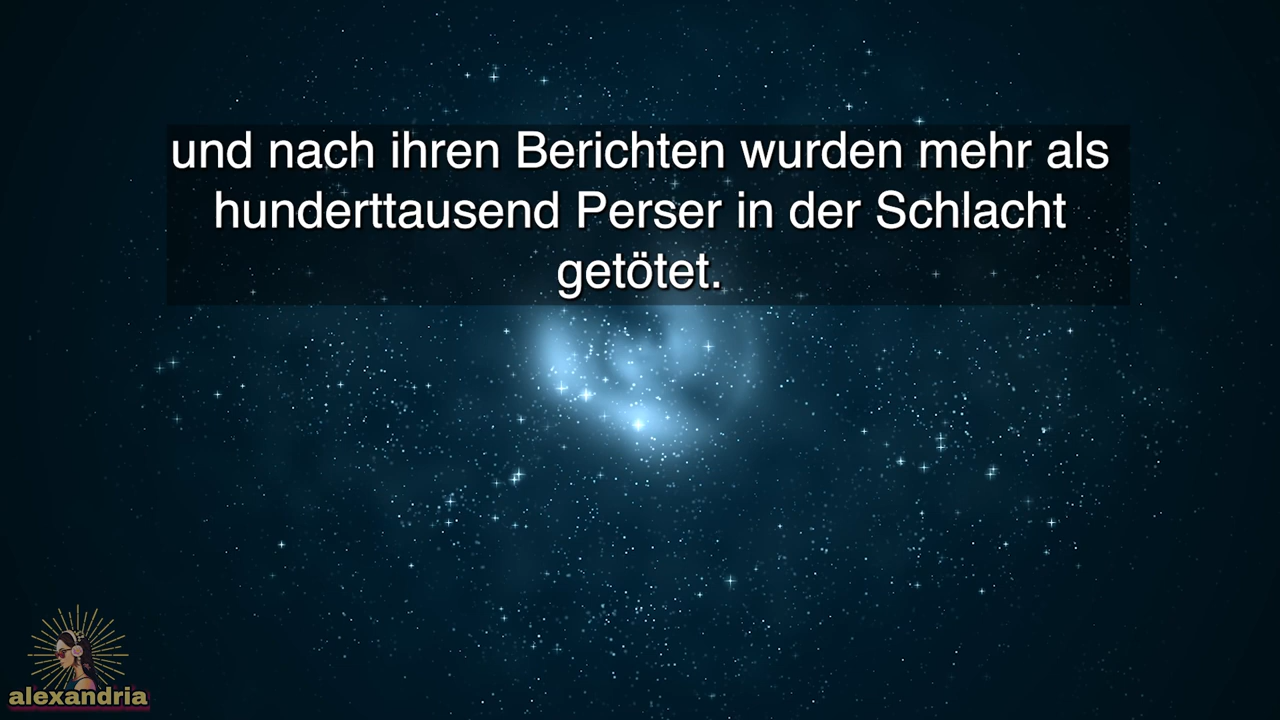 und nach ihren Berichten wurden mehr als
hunderttausend Perser in der Schlacht
getötet.
alexandria